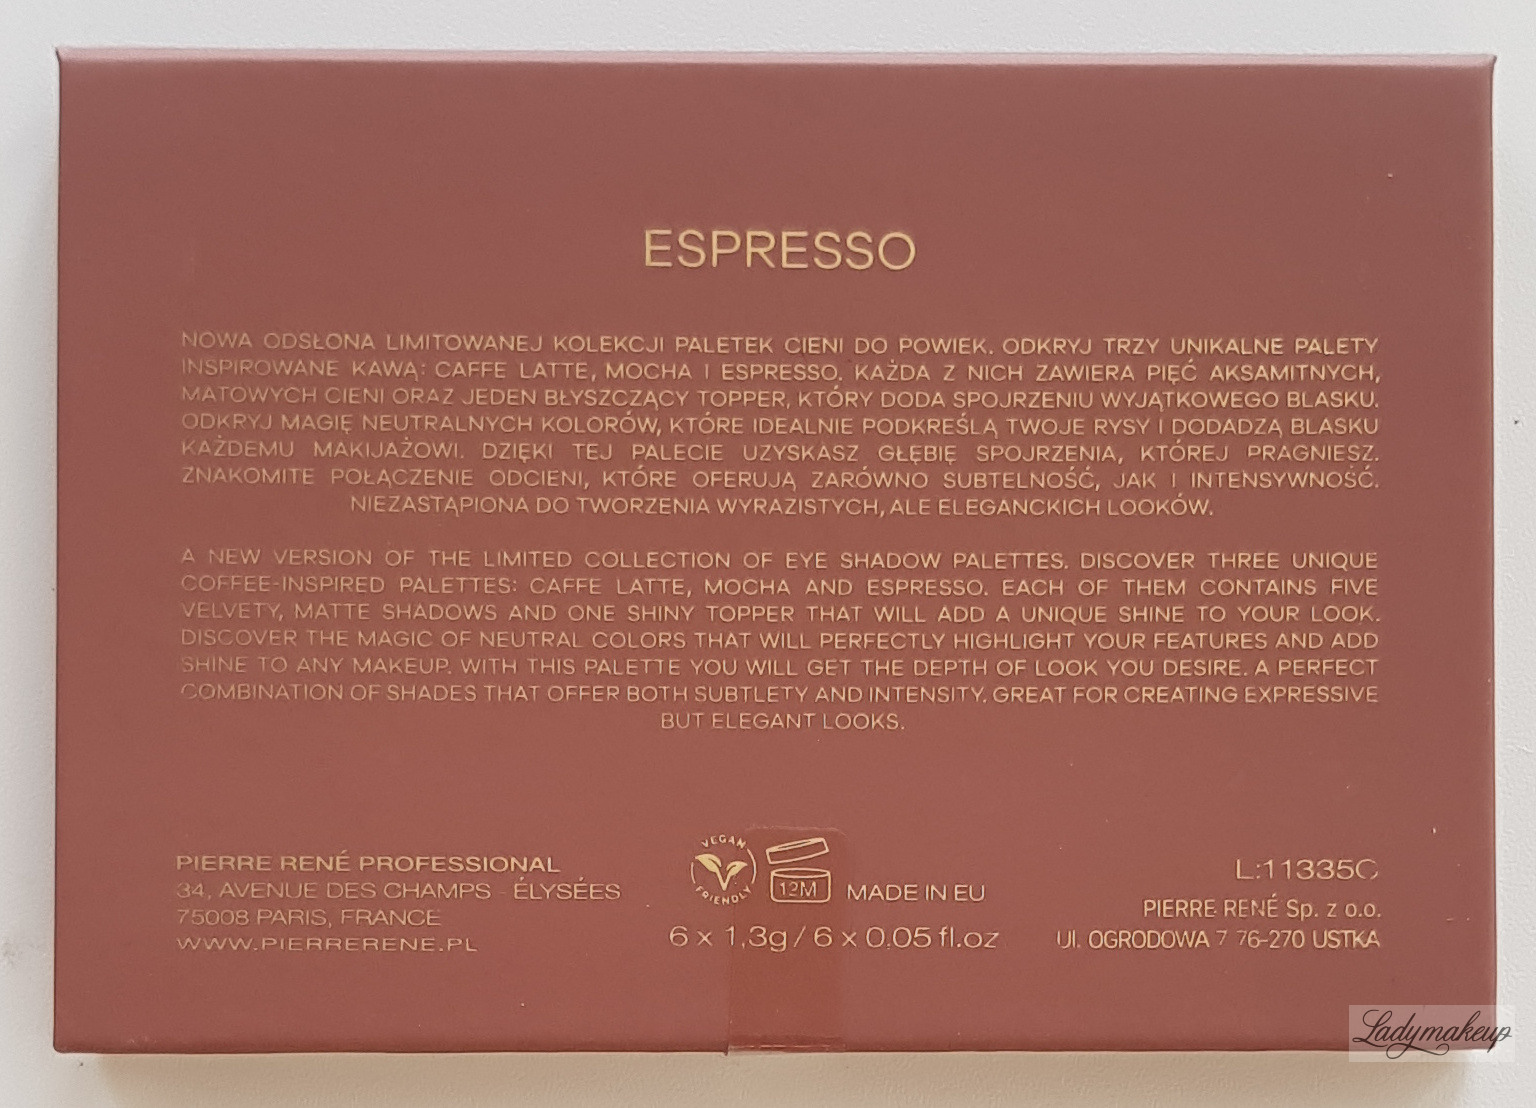 ESPRESSO
NOWA ODSŁONA LIMITOWANEJ KOLEKCJI PALETEK CIENI DO POWIEK. ODKRYJ TRZY UNIKALNE PALETY
INSPIROWANE KAWĄ: CAFFE LATTE, MOCHA I ESPRESSO. KAŻDA Z NICH ZAWIERA PIĘĆ AKSAMITNYCH,
MATOWYCH CIENI ORAZ JEDEN BŁYSZCZĄCY TOPPER, KTÓRY DODA SPOJRZENIU WYJĄTKOWEGO BLASKU.
ODKRYJ MAGIĘ NEUTRALNYCH KOLORÓW, KTÓRE IDEALNIE PODKREŚLĄ TWOJE RYSY I DODADZĄ BLASKU
KAŻDEMU MAKIJAŻOWI. DZIĘKI TEJ PALECIE UZYSKASZ GŁĘBIĘ SPOJRZENIA, KTÓREJ PRAGNIESZ.
ZNAKOMITE POŁĄCZENIE ODCIENI, KTÓRE OFERUJĄ ZARÓWNO SUBTELNOŚĆ, JAK I INTENSYWNOŚĆ.
NIEZASTĄPIONA DO TWORZENIA WYRAZISTYCH, ALE ELEGANCKICH LOOKÓW.
A NEW VERSION OF THE LIMITED COLLECTION OF EYE SHADOW PALETTES. DISCOVER THREE UNIQUE
COFFEE-INSPIRED PALETTES: CAFFE LATTE, MOCHA AND ESPRESSO. EACH OF THEM CONTAINS FIVE
VELVETY, MATTE SHADOWS AND ONE SHINY TOPPER THAT WILL ADD A UNIQUE SHINE TO YOUR LOOK.
DISCOVER THE MAGIC OF NEUTRAL COLORS THAT WILL PERFECTLY HIGHLIGHT YOUR FEATURES AND ADD
SHINE TO ANY MAKEUP. WITH THIS PALETTE YOU WILL GET THE DEPTH OF LOOK YOU DESIRE. A PERFECT
COMBINATION OF SHADES THAT OFFER BOTH SUBTLETY AND INTENSITY. GREAT FOR CREATING EXPRESSIVE
BUT ELEGANT LOOKS.
PIERRE RENÉ PROFESSIONAL
34, AVENUE DES CHAMPS - ÉLYSÉES
75008 PARIS, FRANCE
WWW.PIERRERENE.PL
VEGAN
FRIENDLY
12M
MADE IN EU
6 x 1,3g / 6 x 0.05 fl.oz
L:11335C
PIERRE RENÉ Sp. z o.o.
Ul. OGRODOWA 7 76-270 USTKA
Ladymakeup